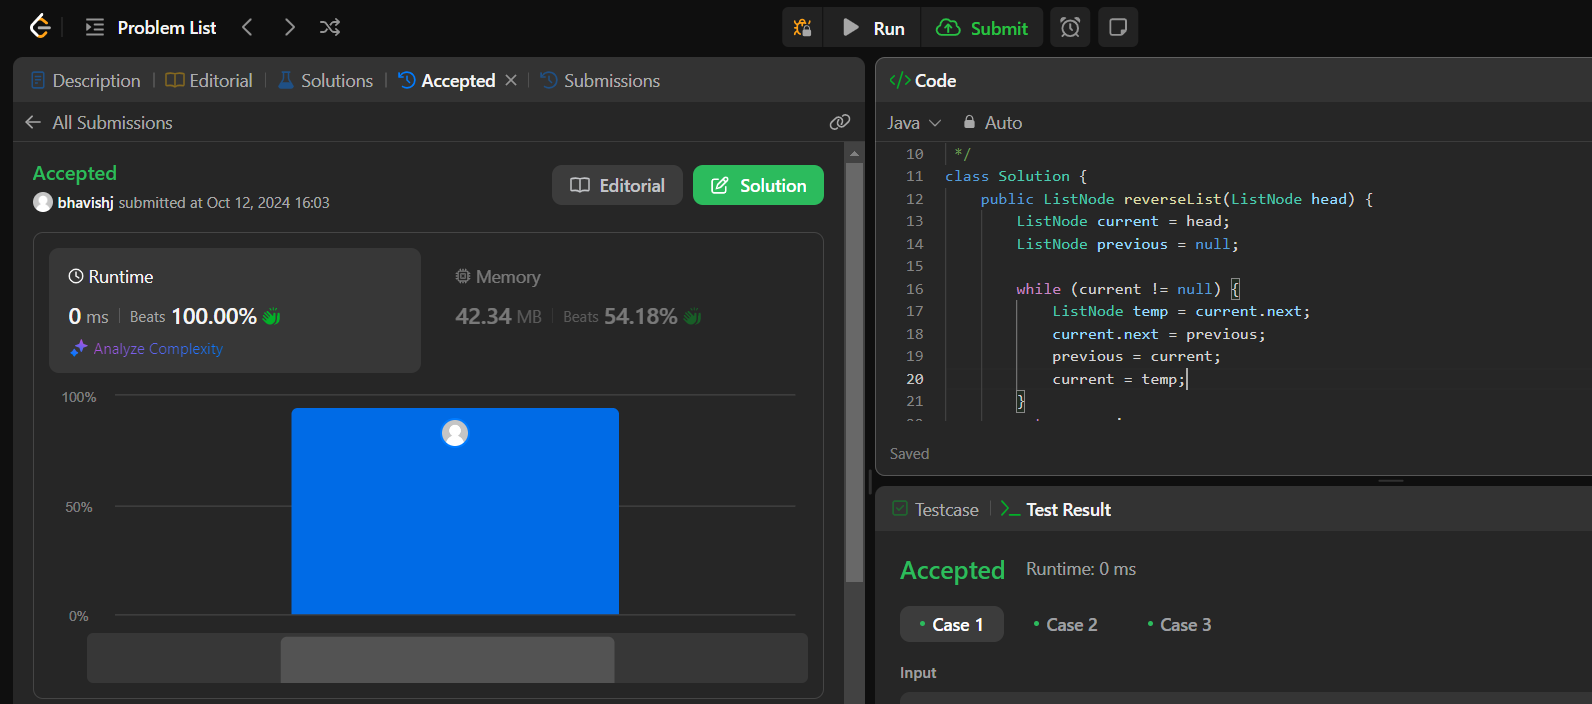 Problem List
Run
Submit
Description
Editorial
Solutions
Accepted
Submissions
All Submissions
Accepted
bhavishj submitted at Oct 12, 2024 16:03
Editorial
Solution
Runtime
0 ms
Beats 100.00%
Analyze Complexity
Memory
42.34 MB
Beats 54.18%
100%
50%
0%
Code
Java
Auto
10 */
11 class Solution {
12 public ListNode reverseList(ListNode head) {
13 ListNode current = head;
14 ListNode previous = null;
15
16 while (current != null) {
17 ListNode temp = current.next;
18 current.next = previous;
19 previous = current;
20 current = temp;
21 }
Saved
Testcase
Test Result
Accepted
Runtime: 0 ms
Case 1
Case 2
Case 3
Input